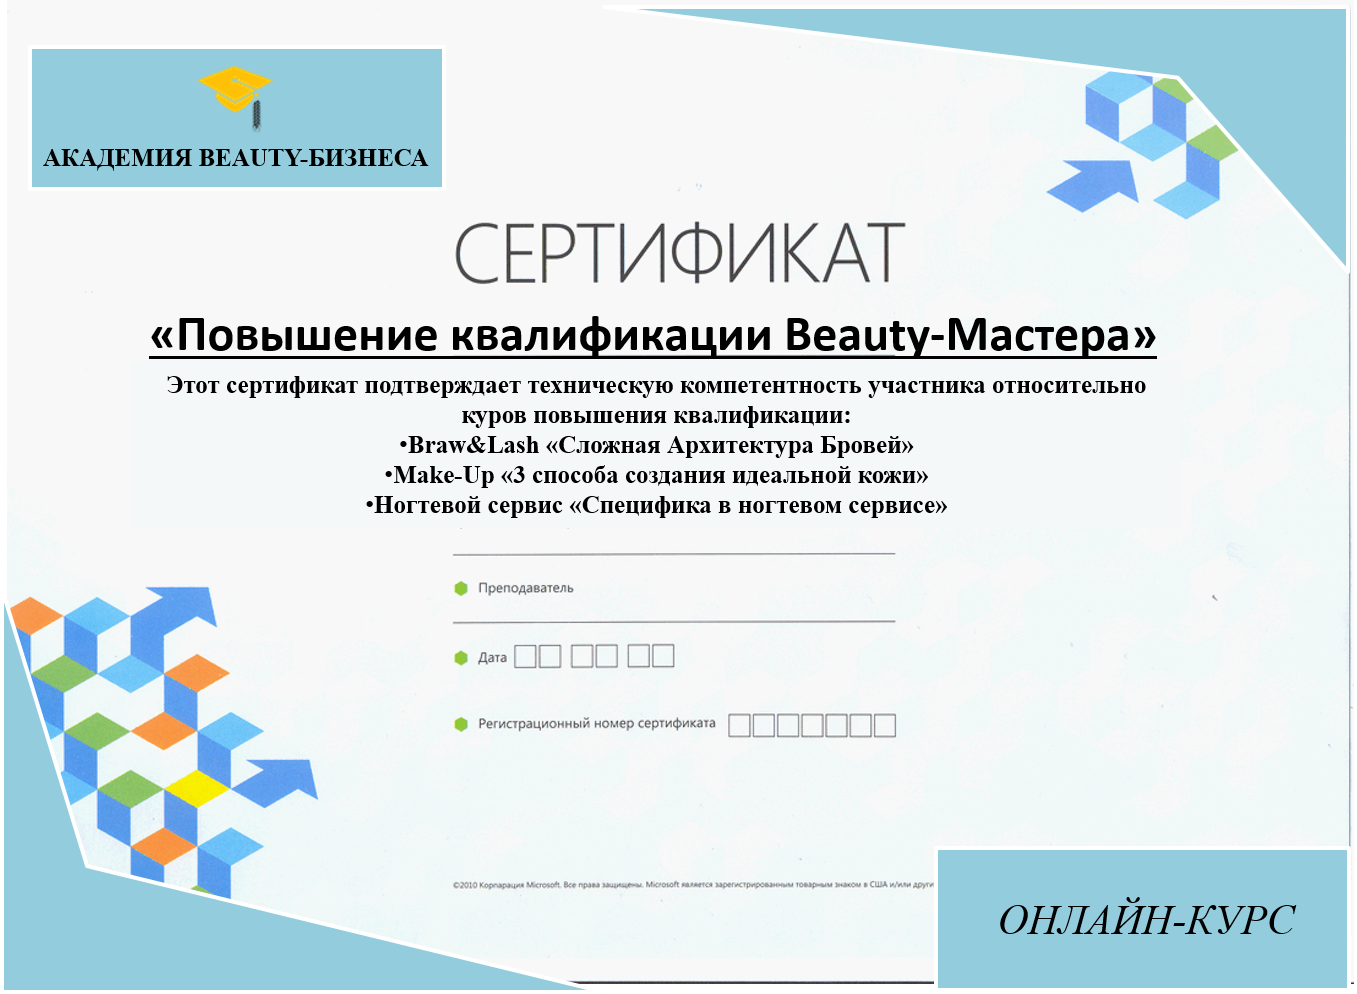 АКАДЕМИЯ BEAUTY-БИЗНЕСА
СЕРТИФИКАТ
«Повышение квалификации Beauty-Мастера»
Этот сертификат подтверждает техническую компетентность участника относительно
куров повышения квалификации:
•Braw&Lash «Сложная Архитектура Бровей»
•Make-Up «3 способа создания идеальной кожи»
•Ногтевой сервис «Специфика в ногтевом сервисе»
Преподаватель
Дата
Регистрационный номер сертификата
©2010 Корпарация Microsoft. Все права защищены. Microsoft является зарегистрированным товарным знаком в США и/или други
ОНЛАЙН-КУРС